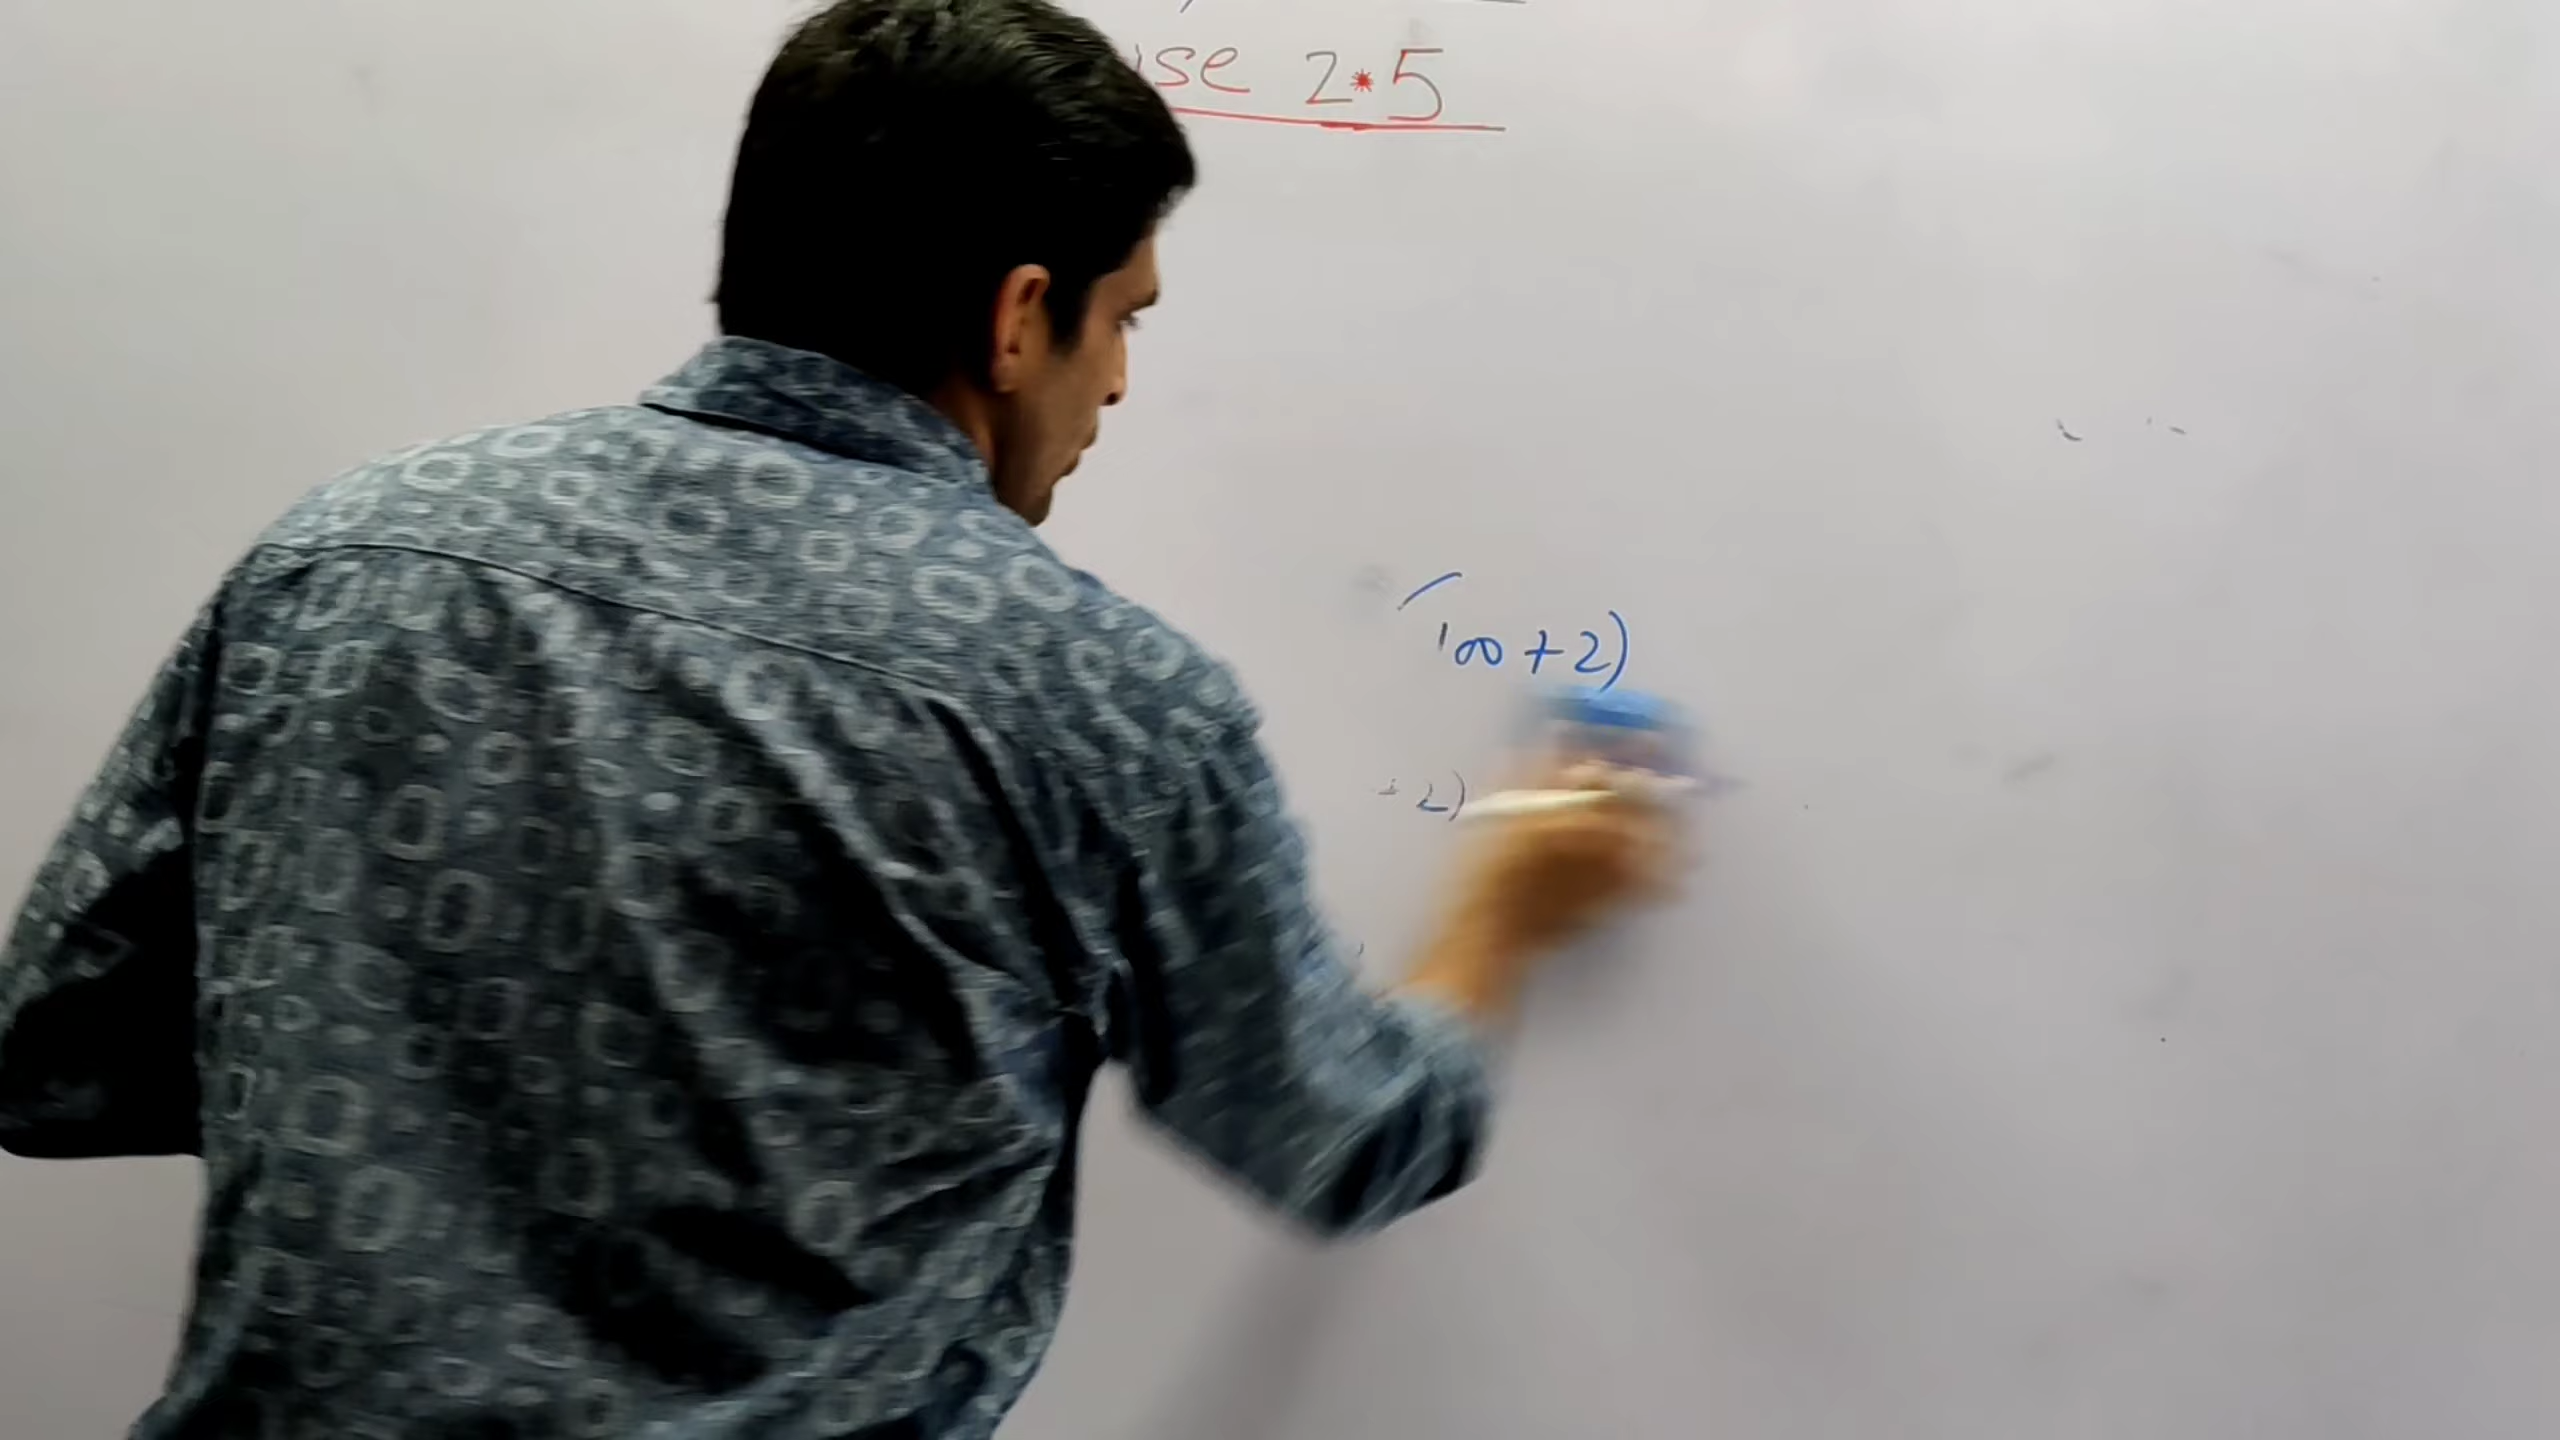 ise 2.5
(100 + 2)
+ 2)